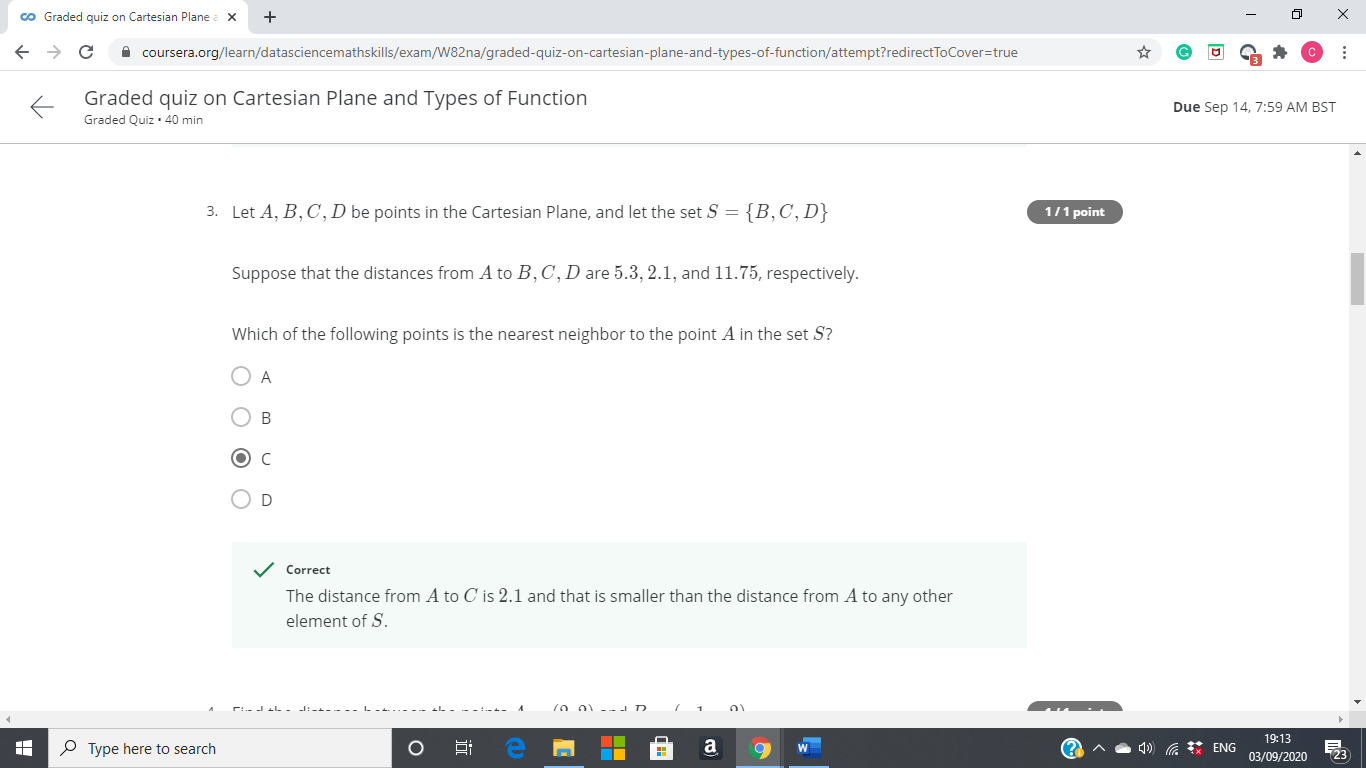 Graded quiz on Cartesian Plane a
coursera.org/learn/datasciencemathskills/exam/W82na/graded-quiz-on-cartesian-plane-and-types-of-function/attempt?redirectToCover=true
G
3
C
Graded quiz on Cartesian Plane and Types of Function
Graded Quiz • 40 min
Due Sep 14, 7:59 AM BST
3. Let A, B, C, D be points in the Cartesian Plane, and let the set S = {B, C, D}
1 / 1 point
Suppose that the distances from A to B, C, D are 5.3, 2.1, and 11.75, respectively.
Which of the following points is the nearest neighbor to the point A in the set S?
A
B
C
D
Correct
The distance from A to C is 2.1 and that is smaller than the distance from A to any other
element of S.
Type here to search
e
a
W
?
ENG
19:13
03/09/2020
23